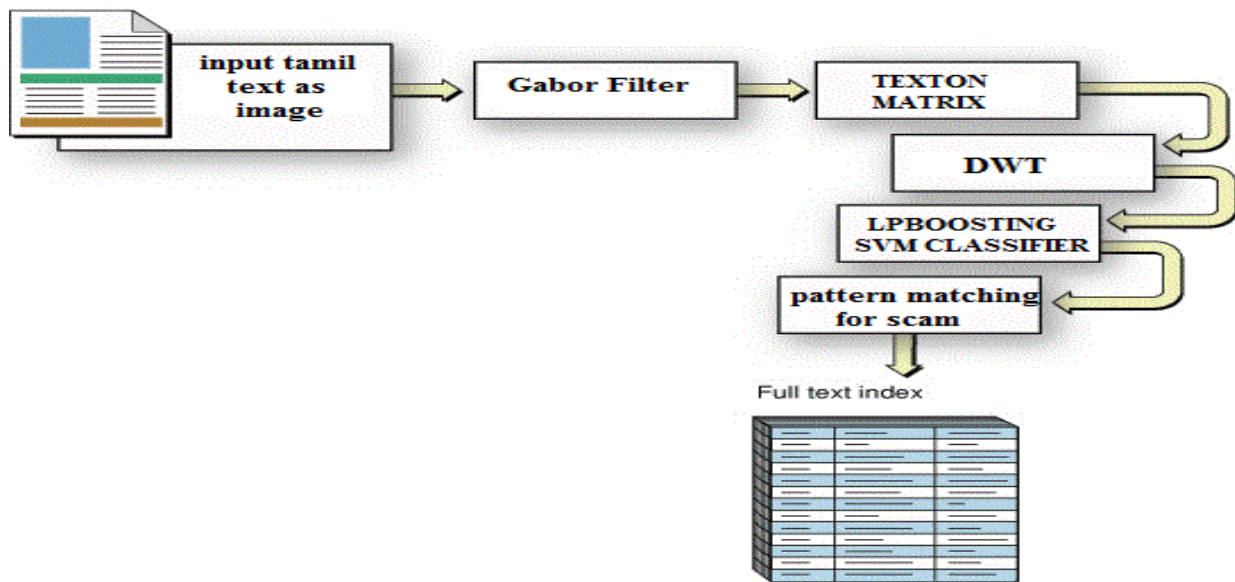 input tamil
text as
image
Gabor Filter
TEXTON
MATRIX
DWT
LPBOOSTING
SVM CLASSIFIER
pattern matching
for scam
Full text index